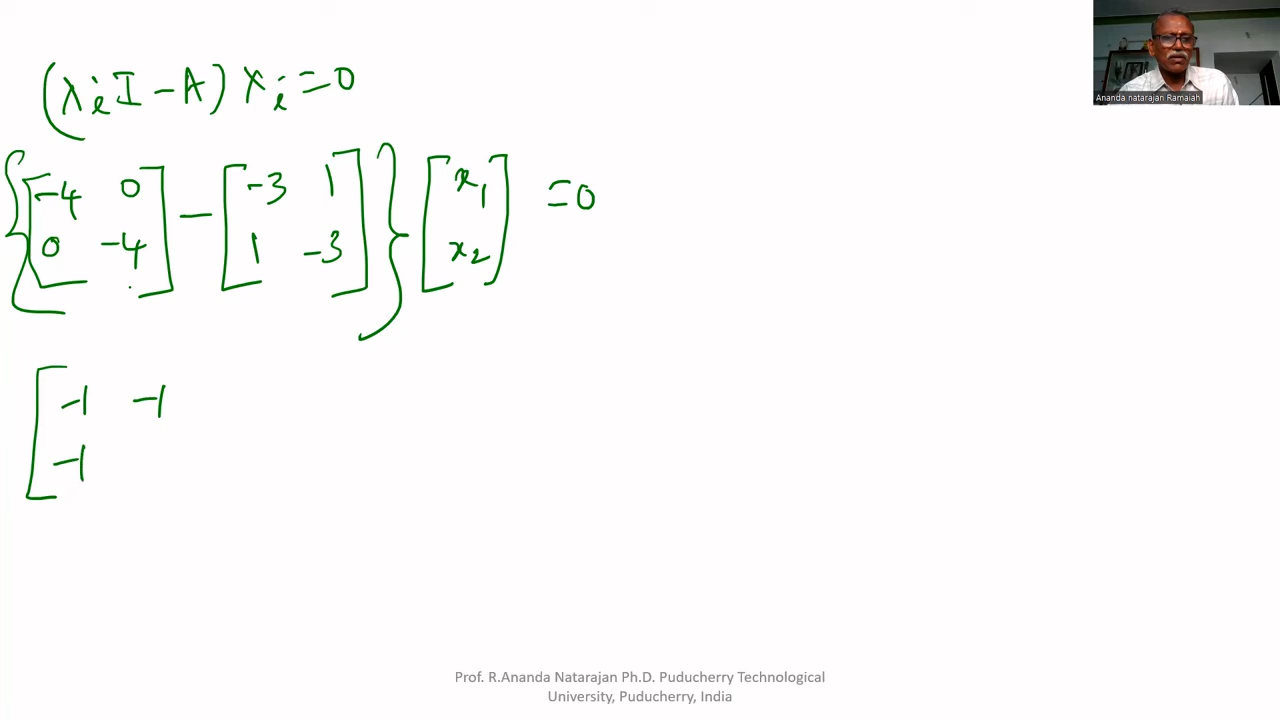 (λiI - A) Xi = 0
{[-4 0
0 -4] - [-3 1
1 -3]} [x1
x2] = 0
[-1 -1
-1
Ananda natarajan Ramaiah
Prof. R.Ananda Natarajan Ph.D. Puducherry Technological
University, Puducherry, India